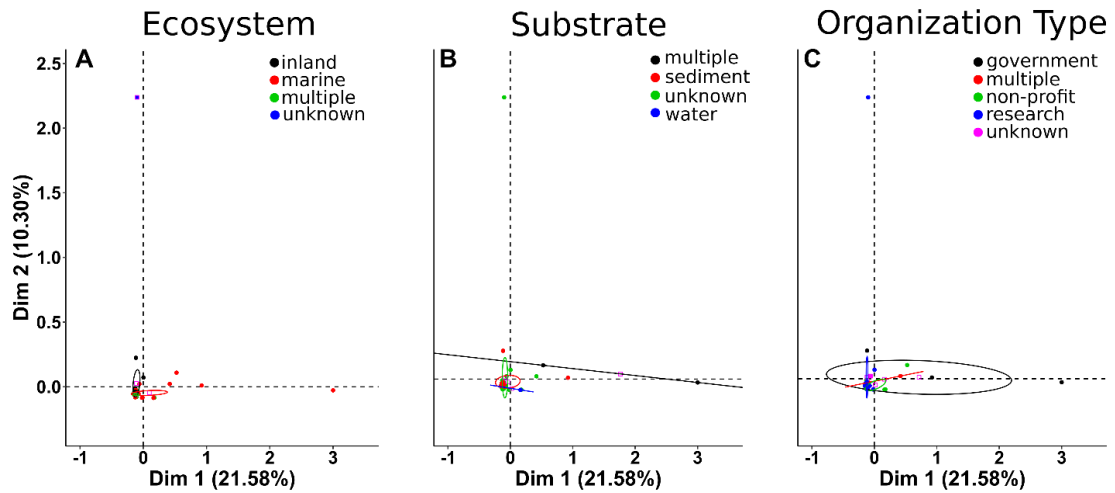 Ecosystem
Substrate
Organization Type
A
inland
marine
multiple
unknown
B
multiple
sediment
unknown
water
C
government
multiple
non-profit
research
unknown
Dim 2 (10.30%)
2.5
2.0
1.5
1.0
0.5
0.0
-1 0 1 2 3
-1 0 1 2 3
-1 0 1 2 3
Dim 1 (21.58%)
Dim 1 (21.58%)
Dim 1 (21.58%)